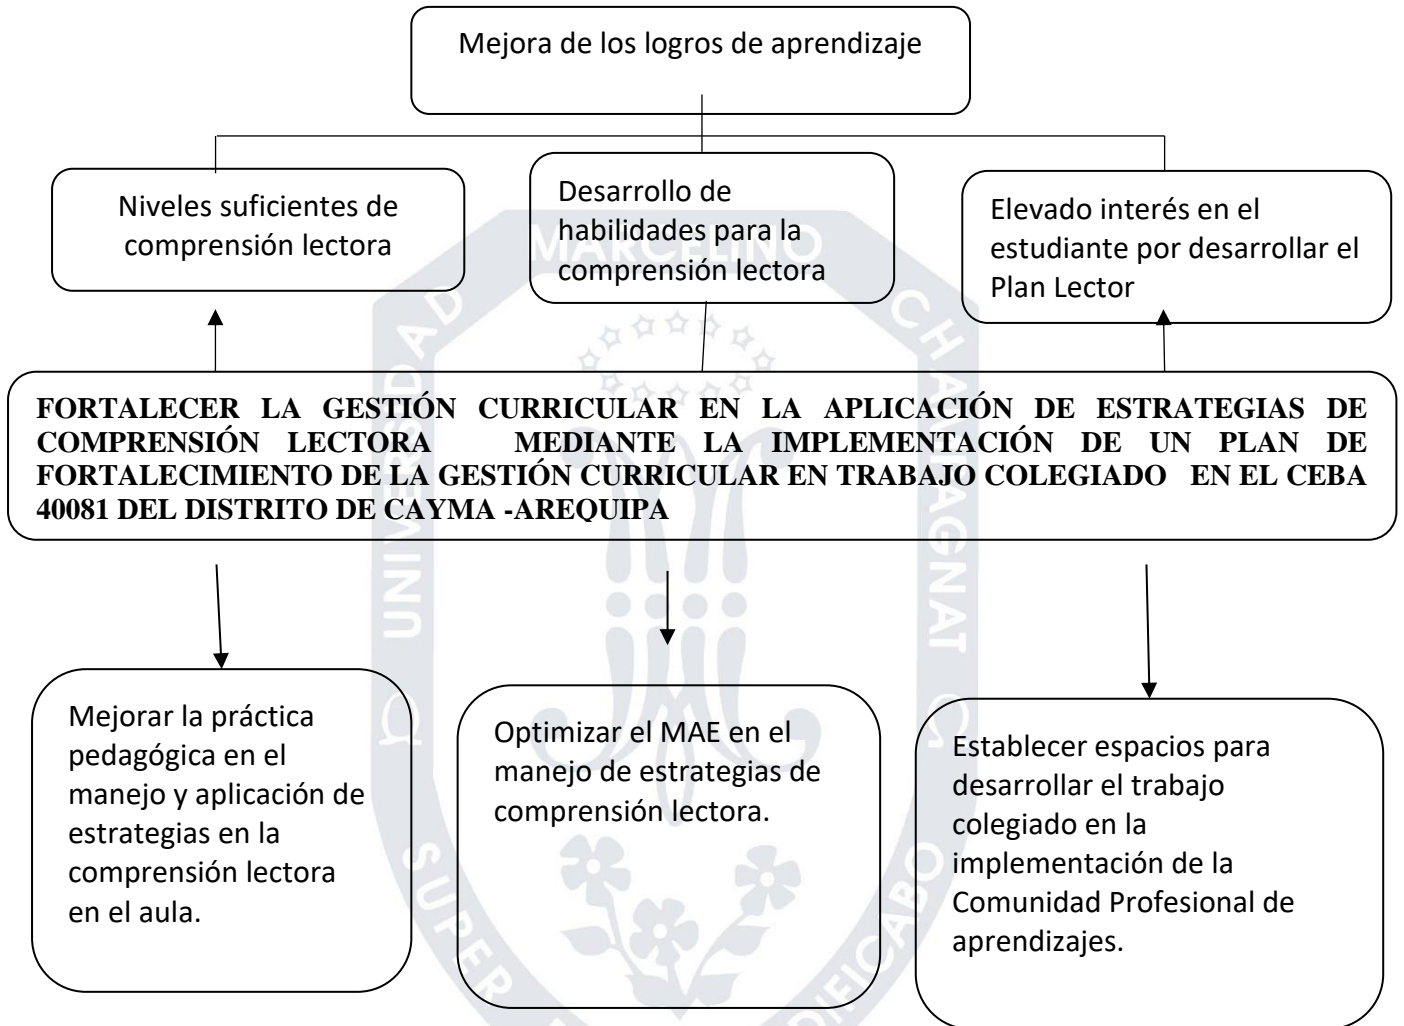 Mejora de los logros de aprendizaje
Niveles suficientes de
comprensión lectora
Desarrollo de
habilidades para la
comprensión lectora
Elevado interés en el
estudiante por desarrollar el
Plan Lector
FORTALECER LA GESTIÓN CURRICULAR EN LA APLICACIÓN DE ESTRATEGIAS DE
COMPRENSIÓN LECTORA MEDIANTE LA IMPLEMENTACIÓN DE UN PLAN DE
FORTALECIMIENTO DE LA GESTIÓN CURRICULAR EN TRABAJO COLEGIADO EN EL CEBA
40081 DEL DISTRITO DE CAYMA -AREQUIPA
Mejorar la práctica
pedagógica en el
manejo y aplicación de
estrategias en la
comprensión lectora
en el aula.
Optimizar el MAE en el
manejo de estrategias de
comprensión lectora.
Establecer espacios para
desarrollar el trabajo
colegiado en la
implementación de la
Comunidad Profesional de
aprendizajes.
UNIVERSIDAD
MARCELINO
CHAMPAGNAT
SUPER